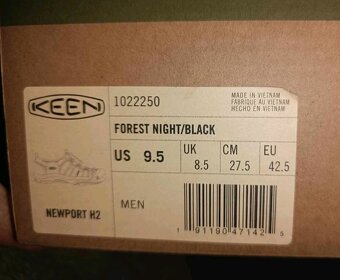 KEEN
1022250
MADE IN VIETNAM
FABRIQUÉ AU VIETNAM
HECHO EN VIETNAM
FOREST NIGHT/BLACK
US 9.5
UK 8.5
CM 27.5
EU 42.5
NEWPORT H2
MEN
1 91190 47142 5